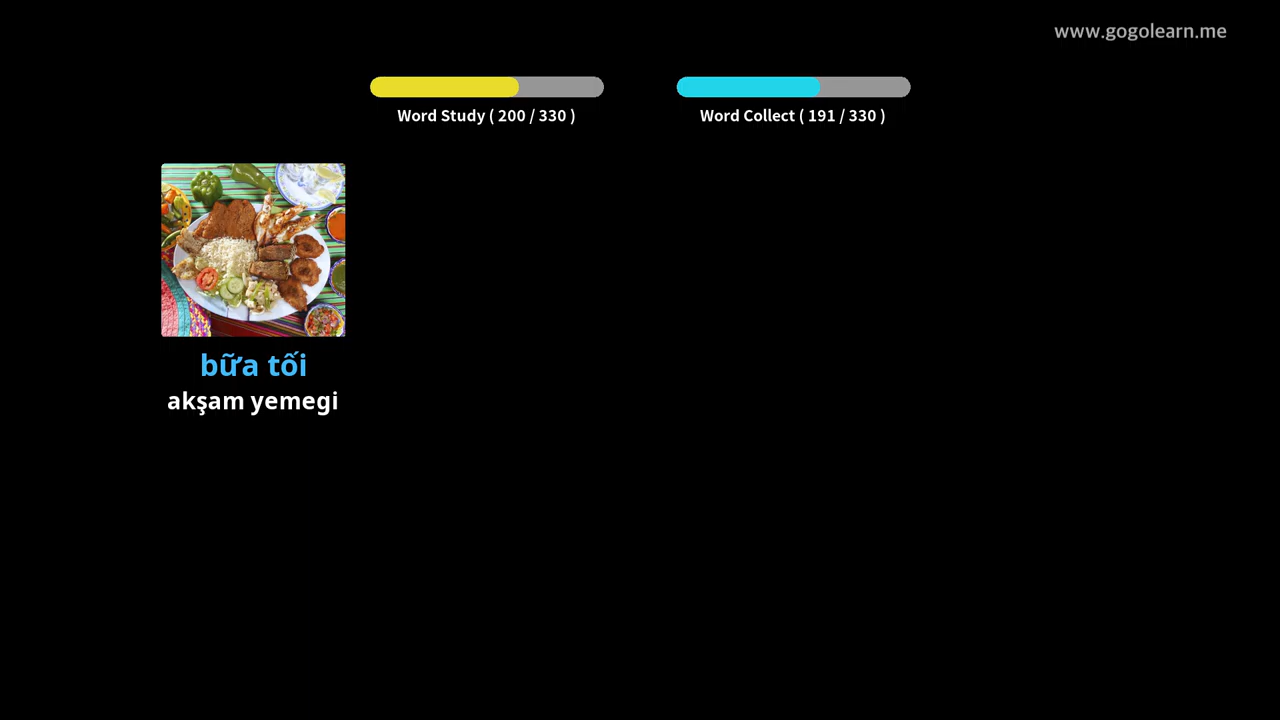 www.gogolearn.me
Word Study ( 200 / 330 )
Word Collect ( 191 / 330 )
bữa tối
akşam yemegi